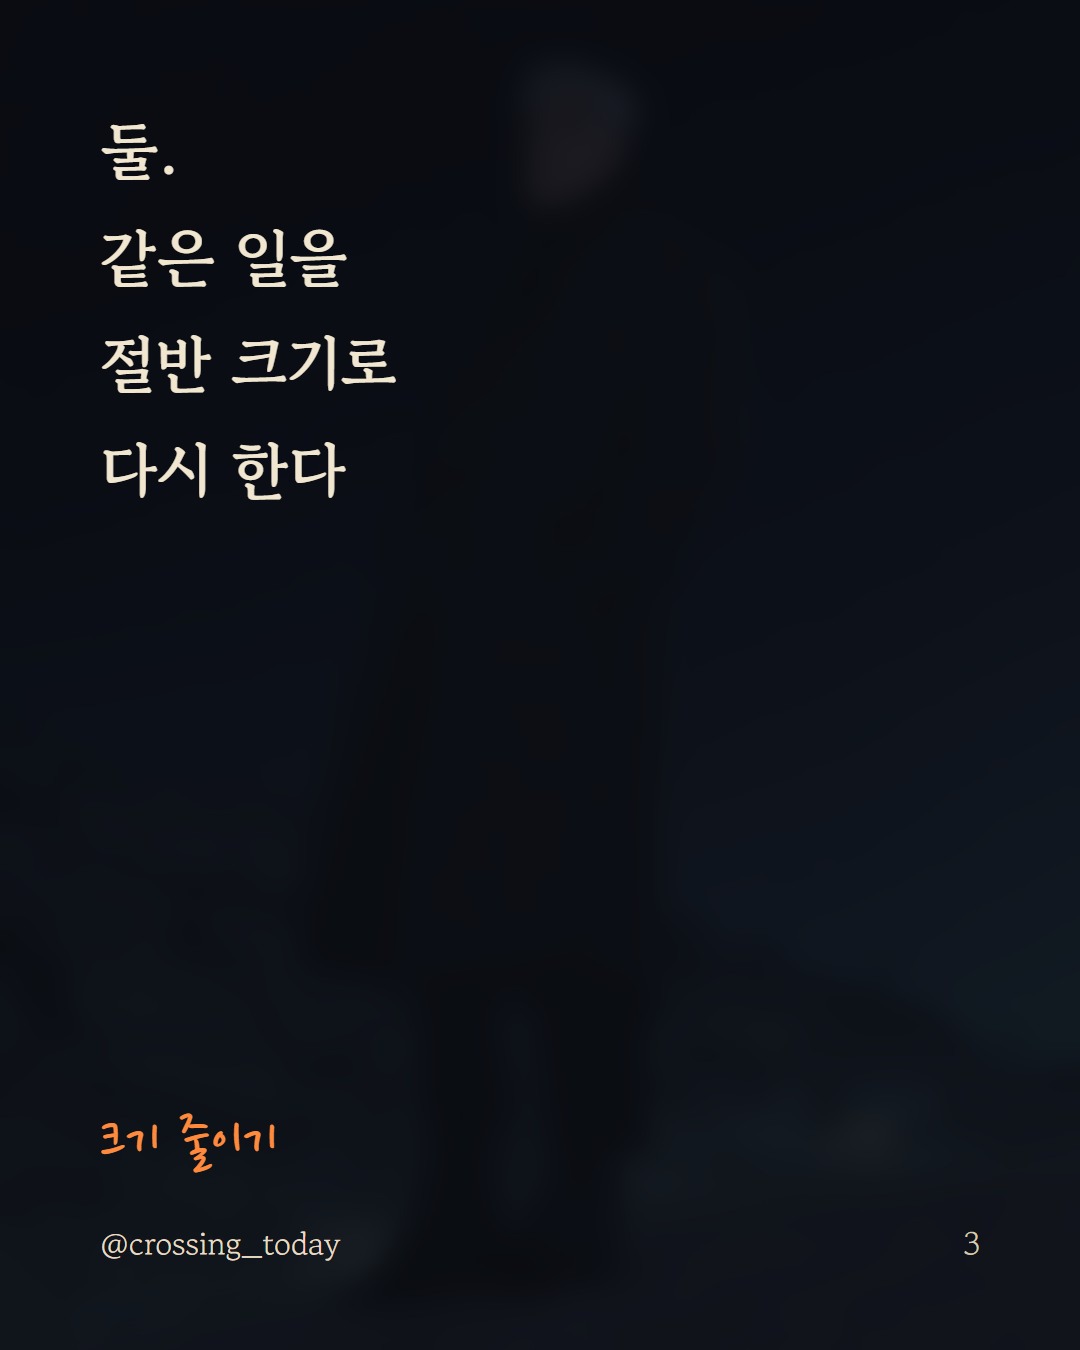 둘.
같은 일을
절반 크기로
다시 한다
크기 줄이기
@crossing_today
3